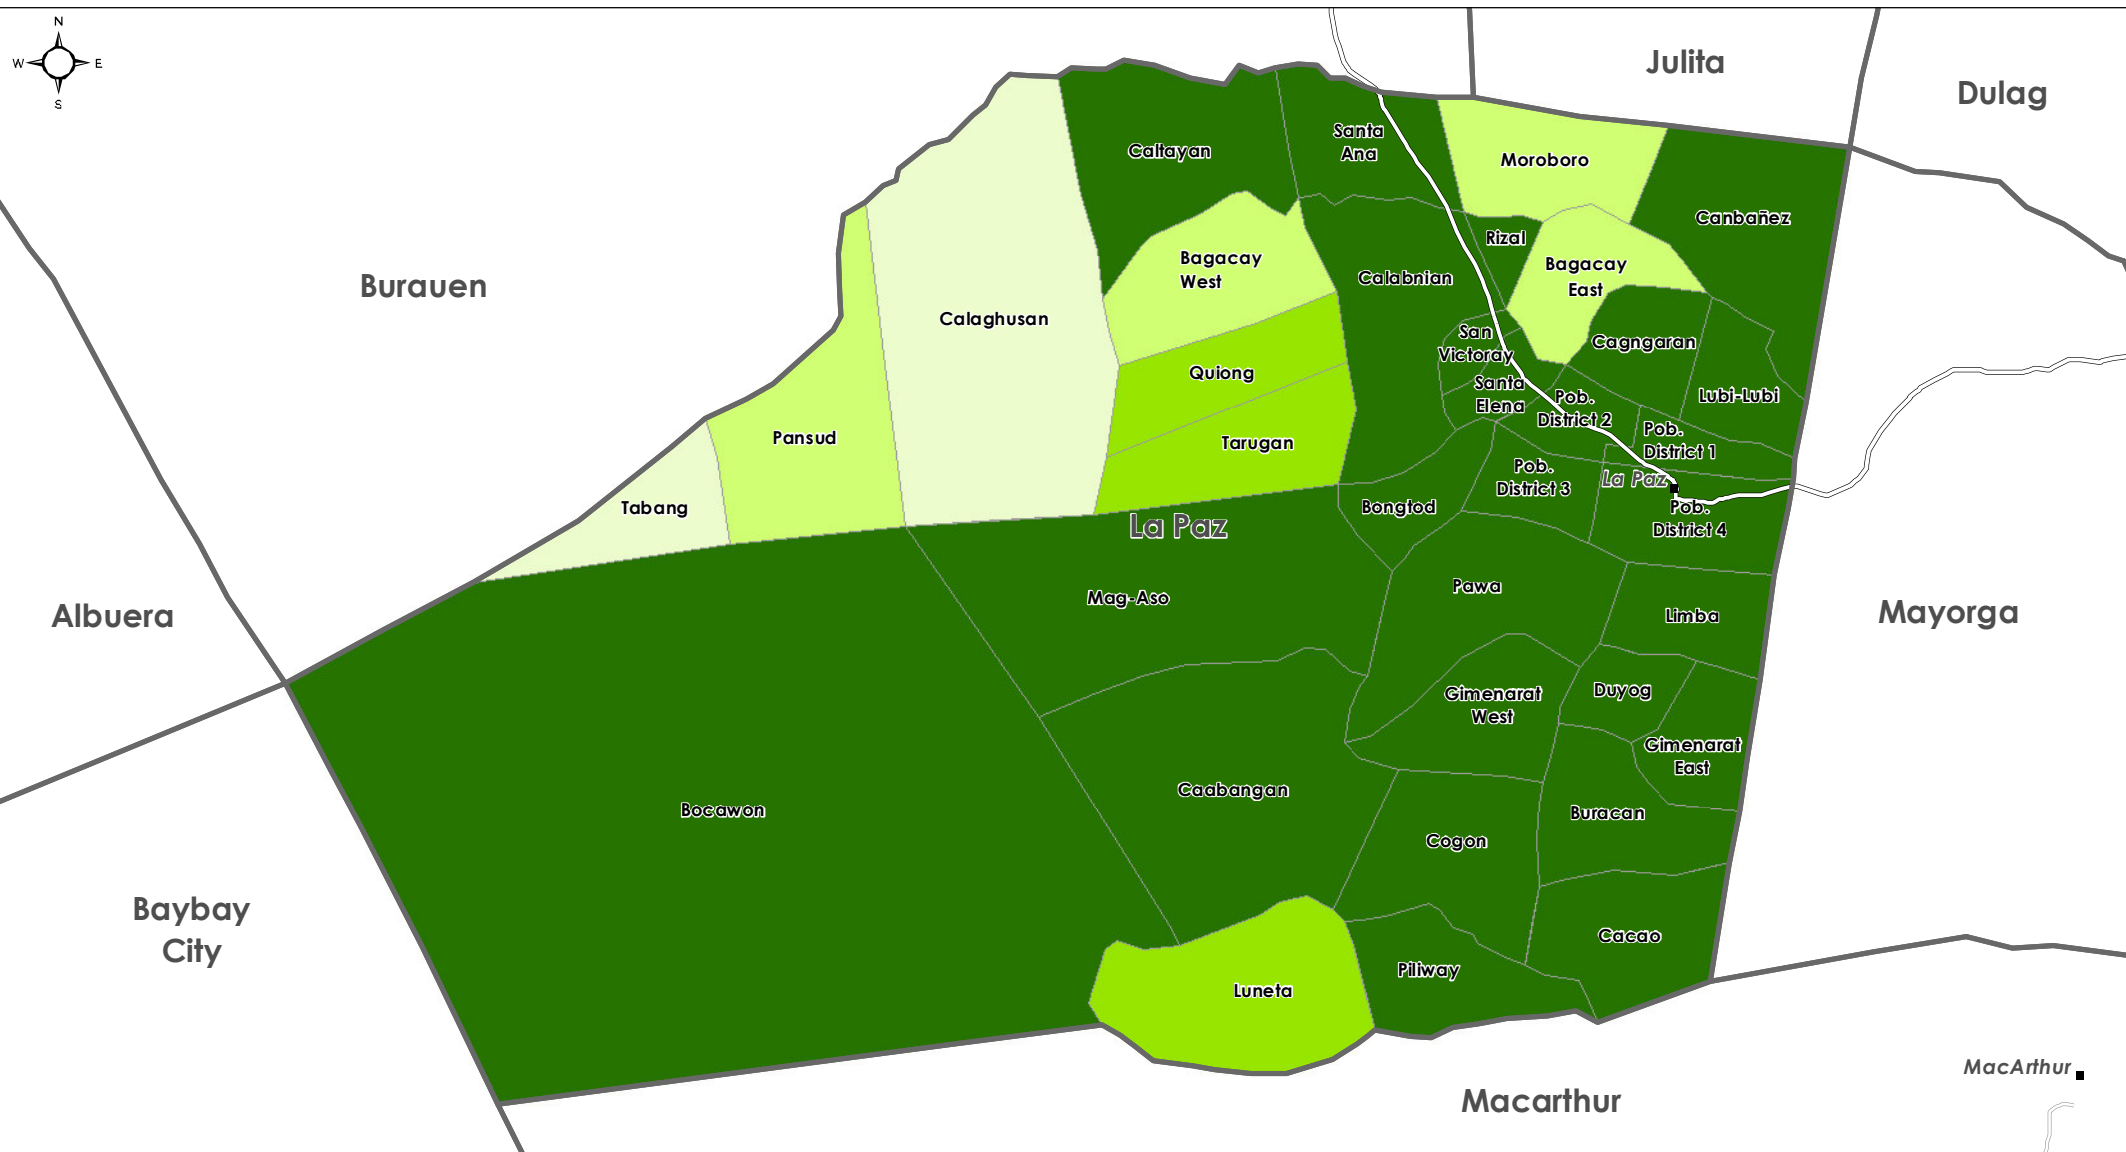 N
W E
S
Julita
Dulag
Burauen
Albuera
Baybay
City
Mayorga
Macarthur
MacArthur
La Paz
La Paz
Caltayan
Santa
Ana
Moroboro
Canbañez
Rizal
Bagacay
West
Calabnian
Bagacay
East
Calaghusan
San
Victoray
Cagngaran
Quiong
Santa
Elena
Pob.
District 2
Lubi-Lubi
Pansud
Tarugan
Pob.
District 1
Tabang
Pob.
District 3
Bongtod
Pob.
District 4
Mag-Aso
Pawa
Limba
Gimenarat
West
Duyog
Gimenarat
East
Caabangan
Bocawon
Buracan
Cogon
Cacao
Piliway
Luneta